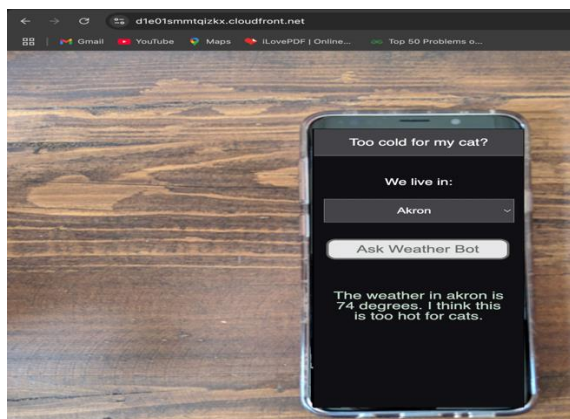 d1e01smmtqizkx.cloudfront.net
Gmail YouTube Maps iLovePDF | Online... Top 50 Problems o...
Too cold for my cat?
We live in:
Akron
Ask Weather Bot
The weather in akron is
74 degrees. I think this
is too hot for cats.